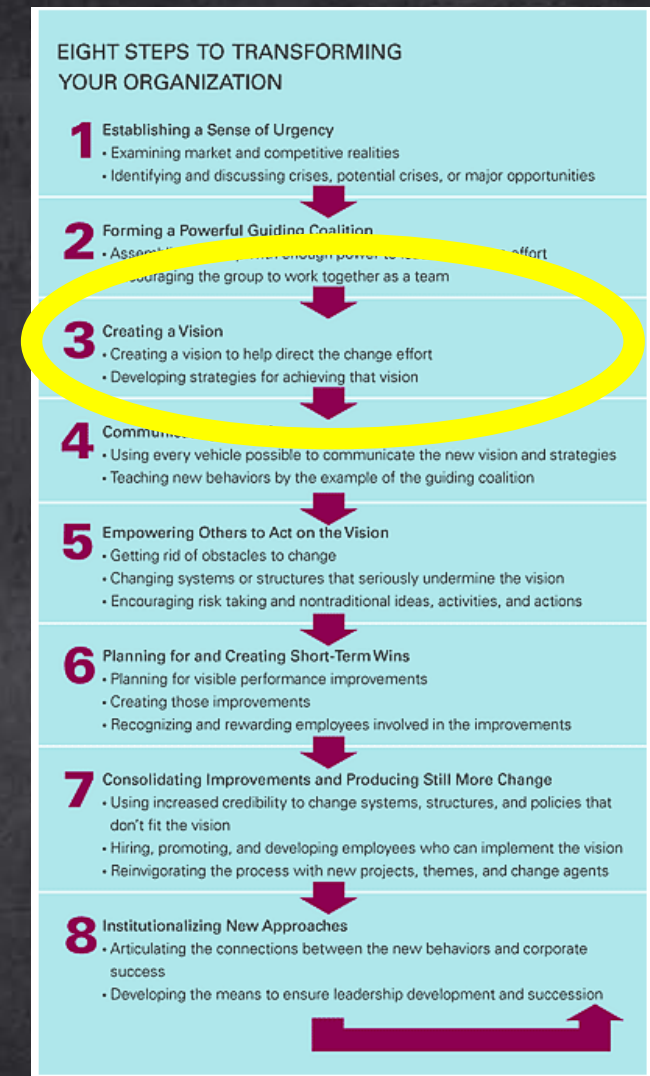 EIGHT STEPS TO TRANSFORMING
YOUR ORGANIZATION
1 Establishing a Sense of Urgency
• Examining market and competitive realities
• Identifying and discussing crises, potential crises, or major opportunities
2 Forming a Powerful Guiding Coalition
• effort
the group to work together as a team
3 Creating a Vision
• Creating a vision to help direct the change effort
• Developing strategies for achieving that vision
4
• Using every vehicle possible to communicate the new vision and strategies
• Teaching new behaviors by the example of the guiding coalition
5 Empowering Others to Act on the Vision
• Getting rid of obstacles to change
• Changing systems or structures that seriously undermine the vision
• Encouraging risk taking and nontraditional ideas, activities, and actions
6 Planning for and Creating Short-Term Wins
• Planning for visible performance improvements
• Creating those improvements
• Recognizing and rewarding employees involved in the improvements
7 Consolidating Improvements and Producing Still More Change
• Using increased credibility to change systems, structures, and policies that
don't fit the vision
• Hiring, promoting, and developing employees who can implement the vision
• Reinvigorating the process with new projects, themes, and change agents
8 Institutionalizing New Approaches
• Articulating the connections between the new behaviors and corporate
success
• Developing the means to ensure leadership development and succession